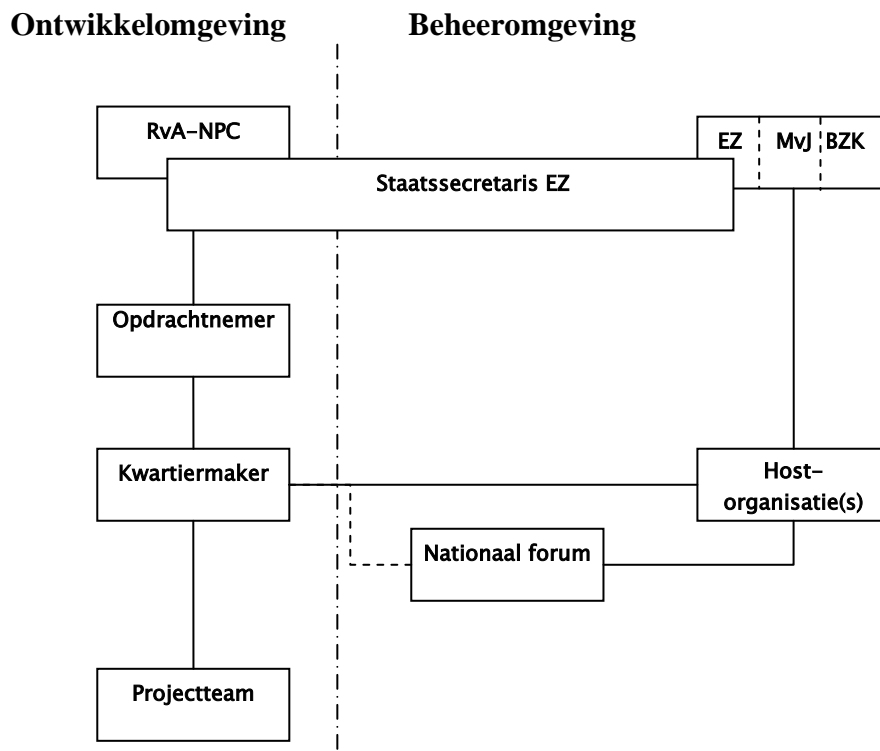 Ontwikkelomgeving
Beheeromgeving
RvA-NPC
EZ
MvJ
BZK
Staatssecretaris EZ
Opdrachtnemer
Kwartiermaker
Host-
organisatie(s)
Nationaal forum
Projectteam